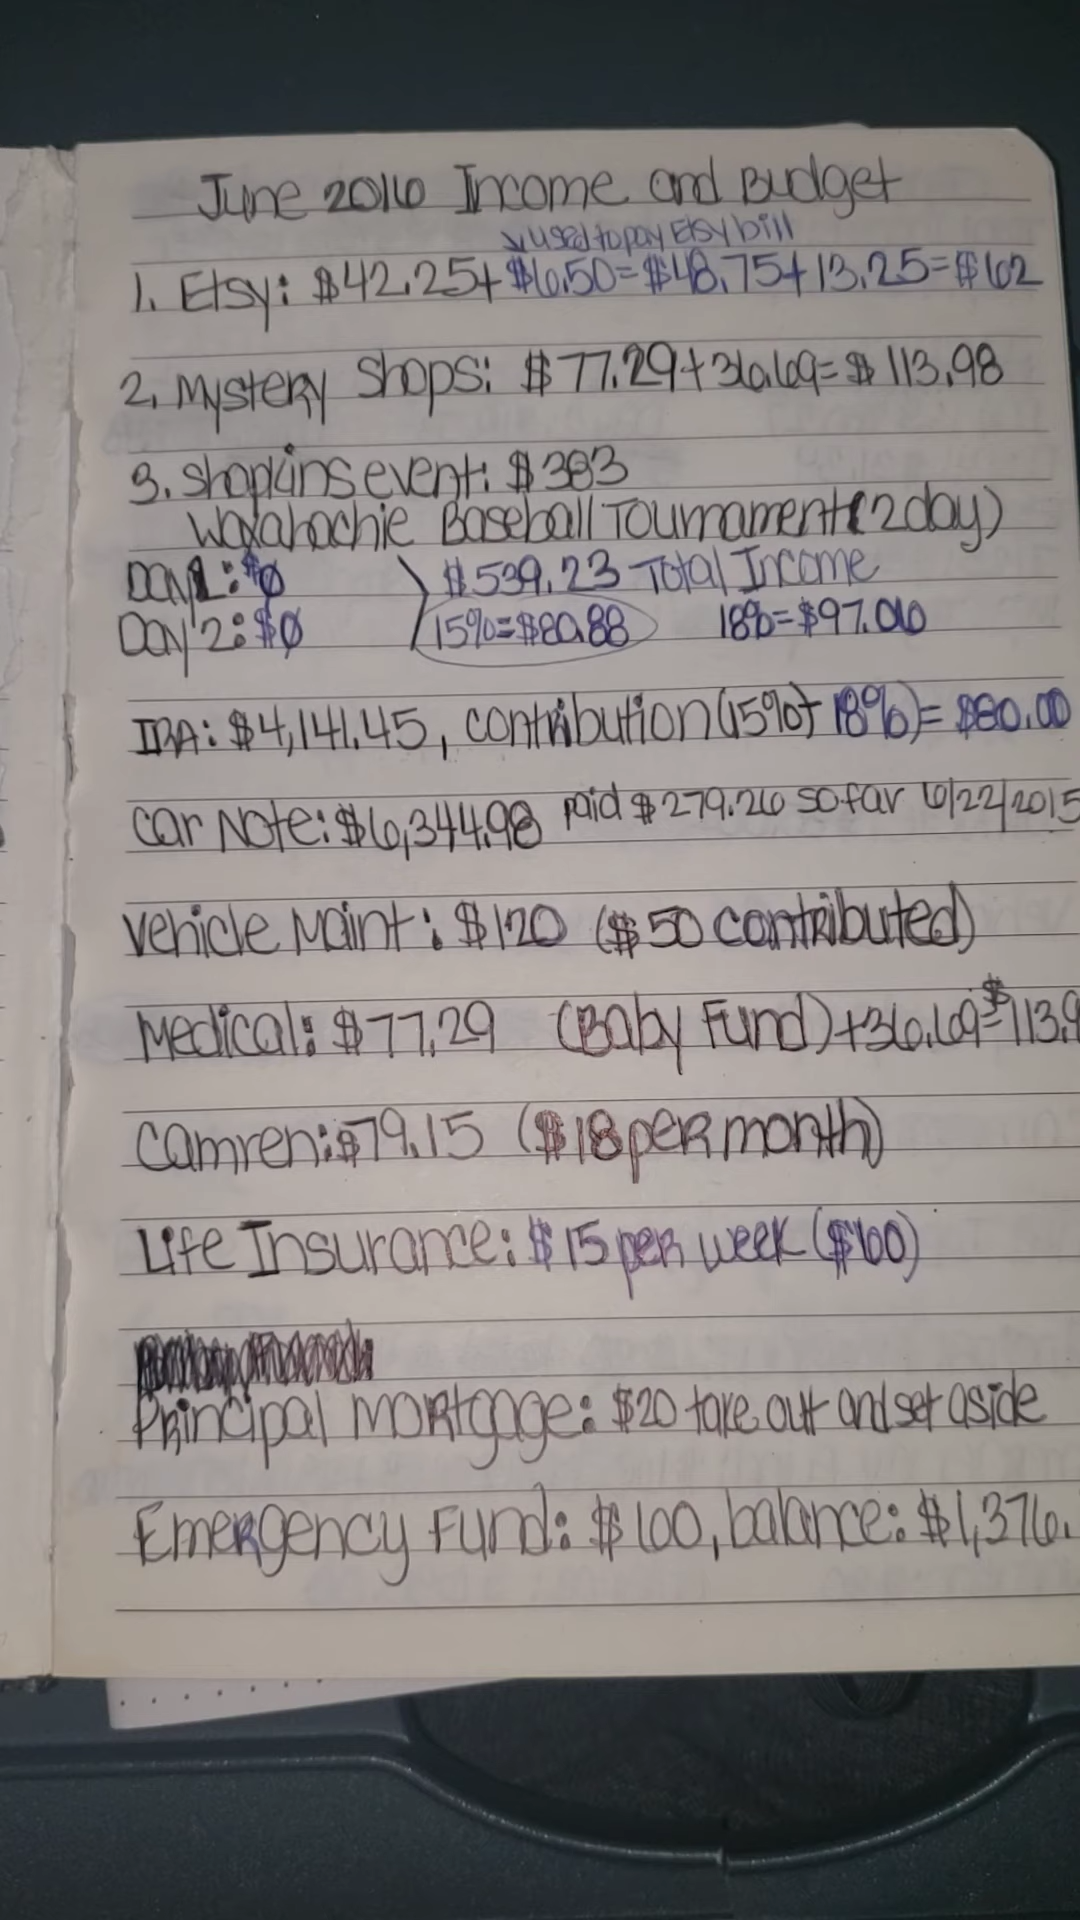 June 2016 Income and Budget
used to pay Etsy bill
1. Etsy: $42.25+$6.50=$48.75+13.25=$62
2. Mystery Shops: $77.29+36.69=$113.98
3. Shopkins event: $383
Waxahachie Baseball Tournament (2 day)
Day 1: $0 $539.23 Total Income
Day 2: $0 15%=$80.88 18%=$97.06
IRA: $4,141.45, contribution (15%+18%)=$80.00
Car Note: $6,344.98 paid $279.26 so far 6/22/2015
Vehicle Maint: $120 ($50 contributed)
Medical: $77.29 (Baby Fund)+36.69=$113.9
Camren: $79.15 ($18 per month)
Life Insurance: $15 per week ($60)
Principal Mortgage: $20 take out and set aside
Emergency Fund: $100, balance: $1,376.